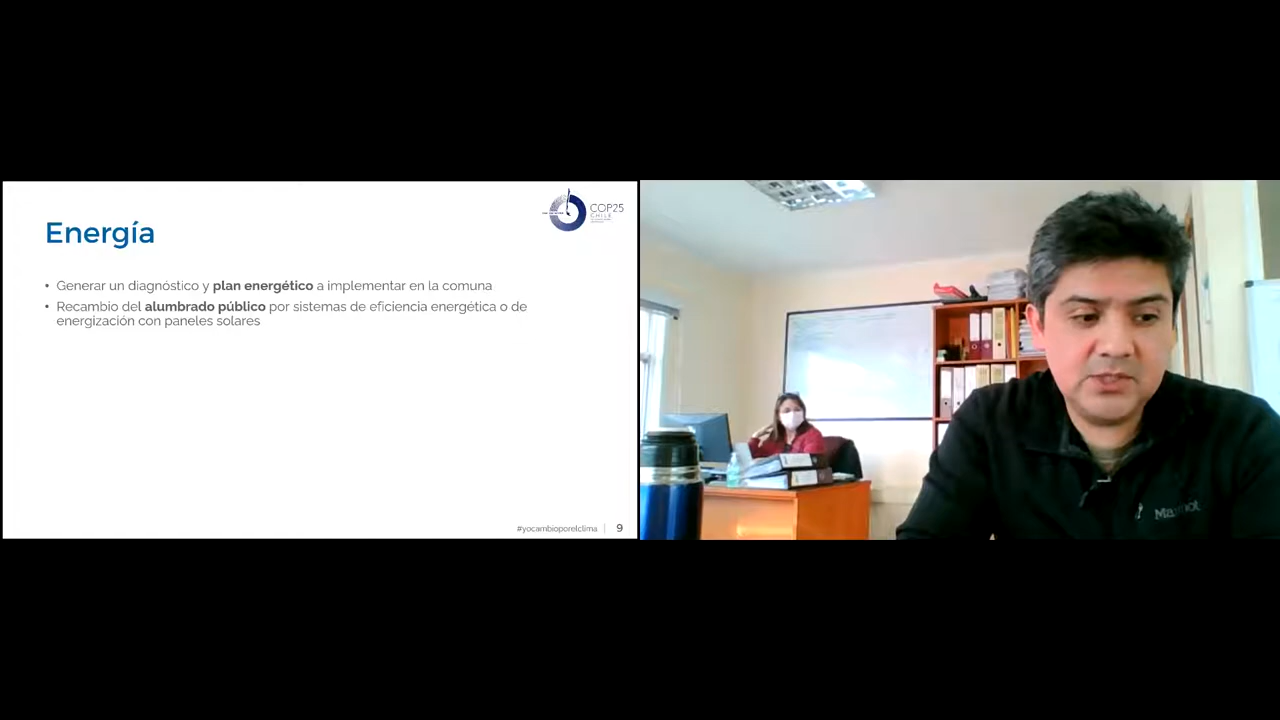 Energía
COP25
CHILE
• Generar un diagnóstico y plan energético a implementar en la comuna
• Recambio del alumbrado público por sistemas de eficiencia energética o de
energización con paneles solares
#yocambioporelclima | 9